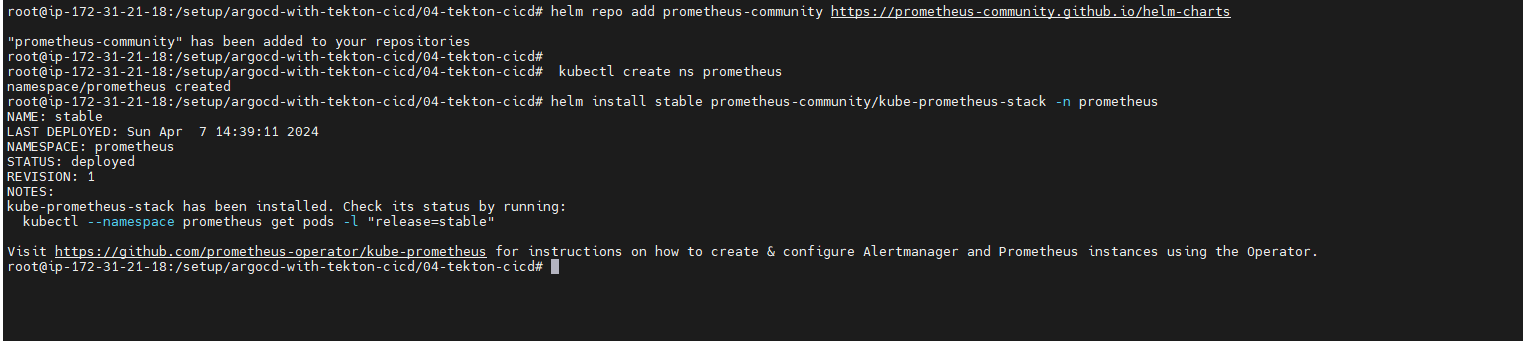 root@ip-172-31-21-18:/setup/argocd-with-tekton-cicd/04-tekton-cicd# helm repo add prometheus-community https://prometheus-community.github.io/helm-charts
"prometheus-community" has been added to your repositories
root@ip-172-31-21-18:/setup/argocd-with-tekton-cicd/04-tekton-cicd#
root@ip-172-31-21-18:/setup/argocd-with-tekton-cicd/04-tekton-cicd#  kubectl create ns prometheus
namespace/prometheus created
root@ip-172-31-21-18:/setup/argocd-with-tekton-cicd/04-tekton-cicd# helm install stable prometheus-community/kube-prometheus-stack -n prometheus
NAME: stable
LAST DEPLOYED: Sun Apr  7 14:39:11 2024
NAMESPACE: prometheus
STATUS: deployed
REVISION: 1
NOTES:
kube-prometheus-stack has been installed. Check its status by running:
  kubectl --namespace prometheus get pods -l "release=stable"
Visit https://github.com/prometheus-operator/kube-prometheus for instructions on how to create & configure Alertmanager and Prometheus instances using the Operator.
root@ip-172-31-21-18:/setup/argocd-with-tekton-cicd/04-tekton-cicd#